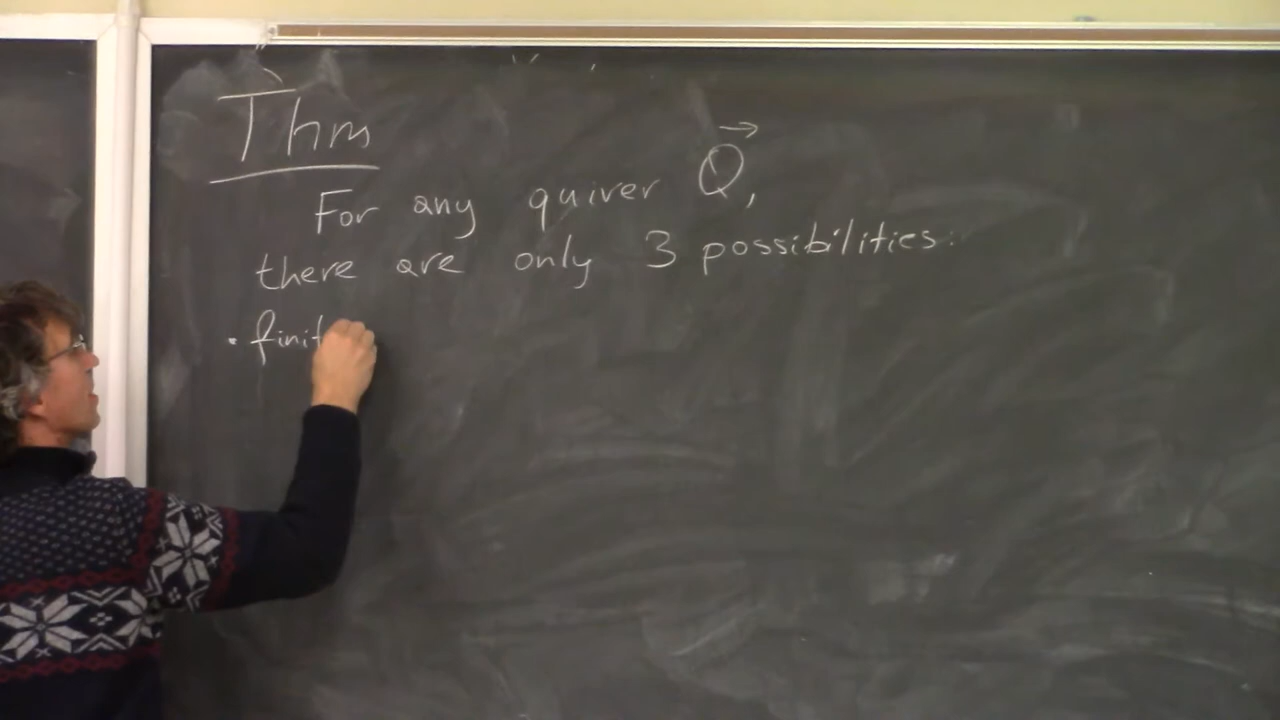 Thm
For any quiver Q⃗,
there are only 3 possibilities:
• finit